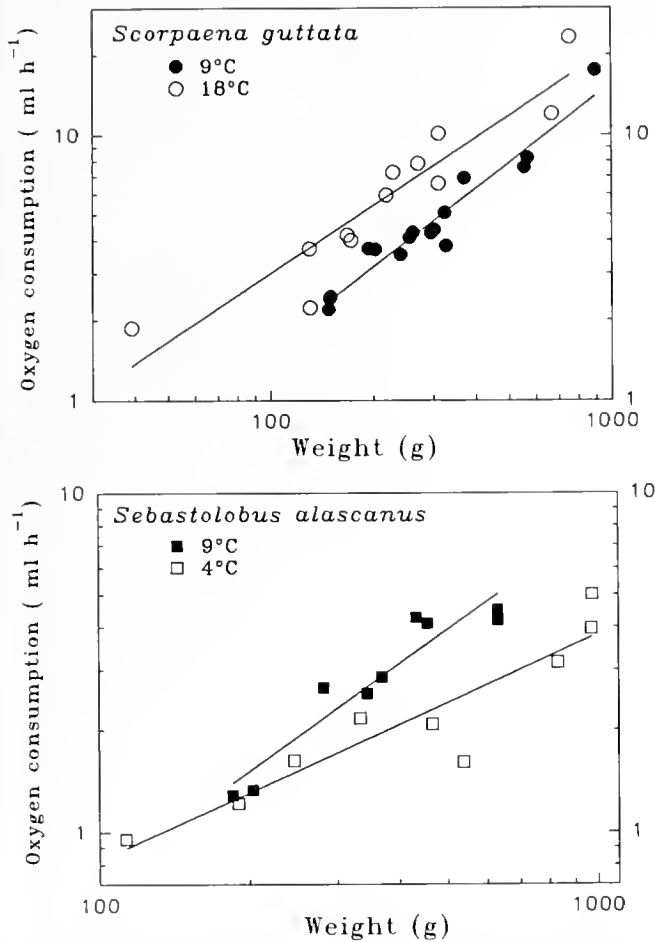 Scorpaena guttata
9°C
18°C
10
10
1
1
100
1000
Weight (g)
Oxygen consumption ( ml h⁻¹)
10
10
Sebastolobus alascanus
9°C
4°C
1
1
100
1000
Weight (g)
Oxygen consumption ( ml h⁻¹)